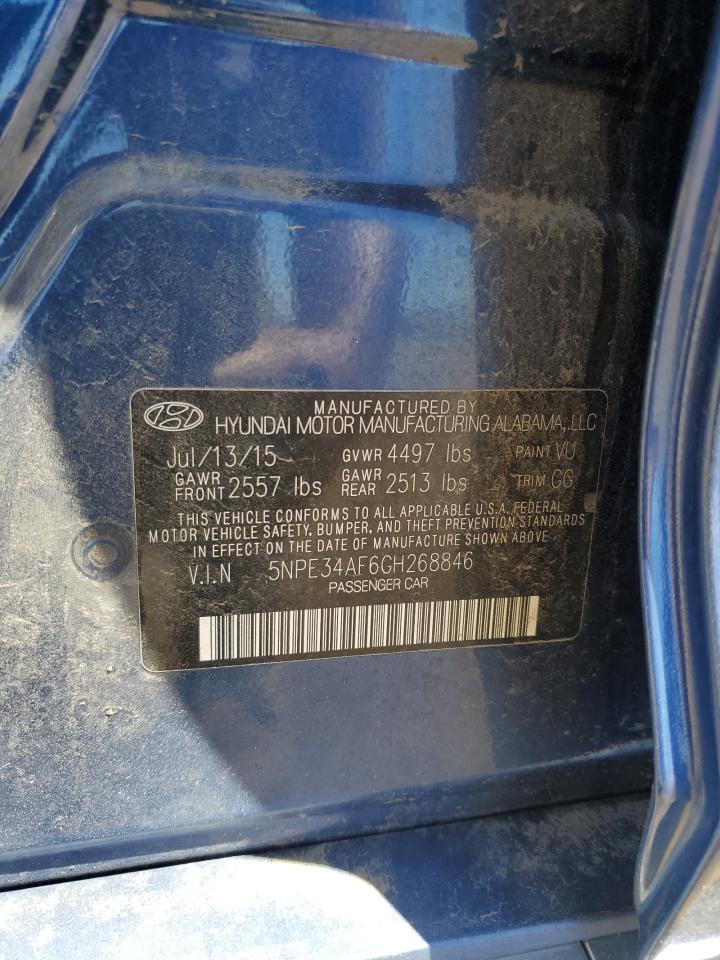 MANUFACTURED BY
HYUNDAI MOTOR MANUFACTURING ALABAMA, LLC
Jul/13/15 GVWR 4497 lbs PAINT VU
GAWR FRONT 2557 lbs GAWR REAR 2513 lbs TRIM CG
THIS VEHICLE CONFORMS TO ALL APPLICABLE U.S.A. FEDERAL
MOTOR VEHICLE SAFETY, BUMPER, AND THEFT PREVENTION STANDARDS
IN EFFECT ON THE DATE OF MANUFACTURE SHOWN ABOVE
V.I.N 5NPE34AF6GH268846
PASSENGER CAR